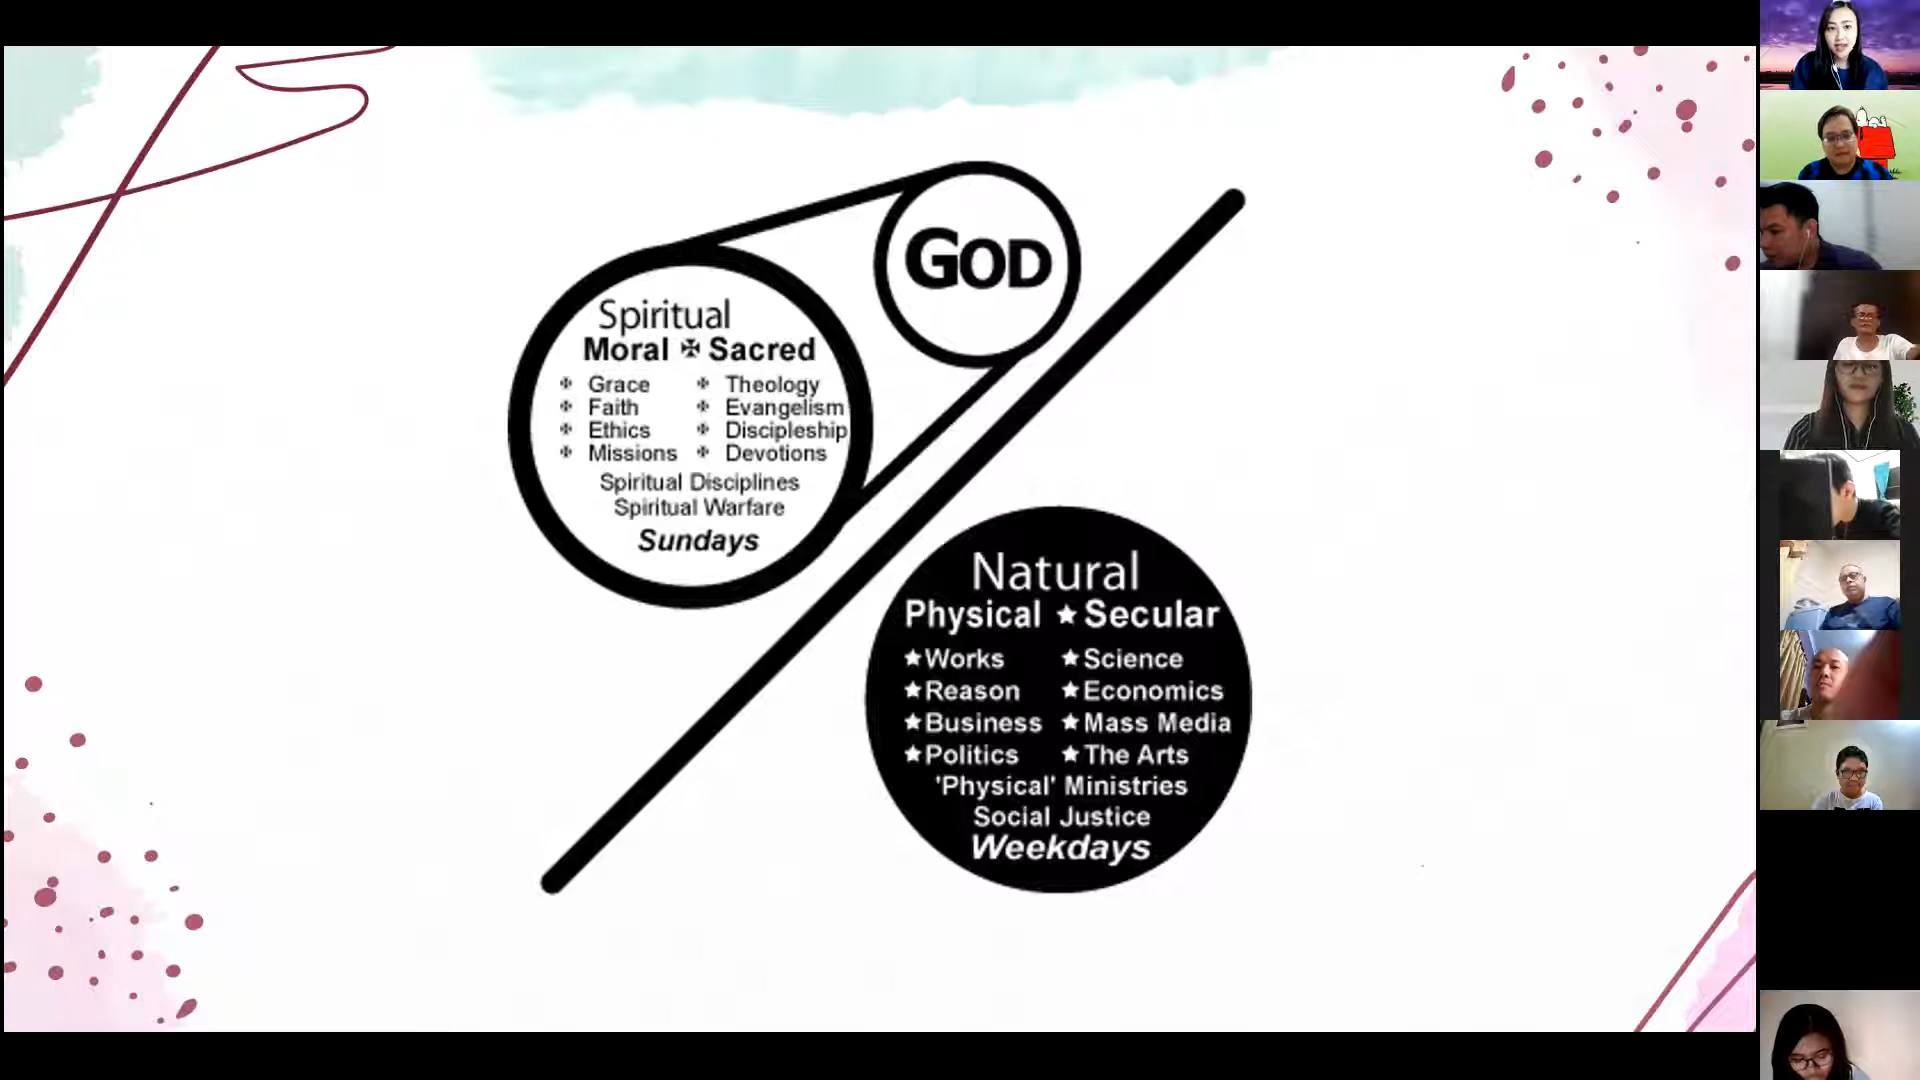 GOD
Spiritual
Moral ✠ Sacred
✠ Grace ✠ Theology
✠ Faith ✠ Evangelism
✠ Ethics ✠ Discipleship
✠ Missions ✠ Devotions
Spiritual Disciplines
Spiritual Warfare
Sundays
Natural
Physical ★ Secular
★ Works ★ Science
★ Reason ★ Economics
★ Business ★ Mass Media
★ Politics ★ The Arts
'Physical' Ministries
Social Justice
Weekdays